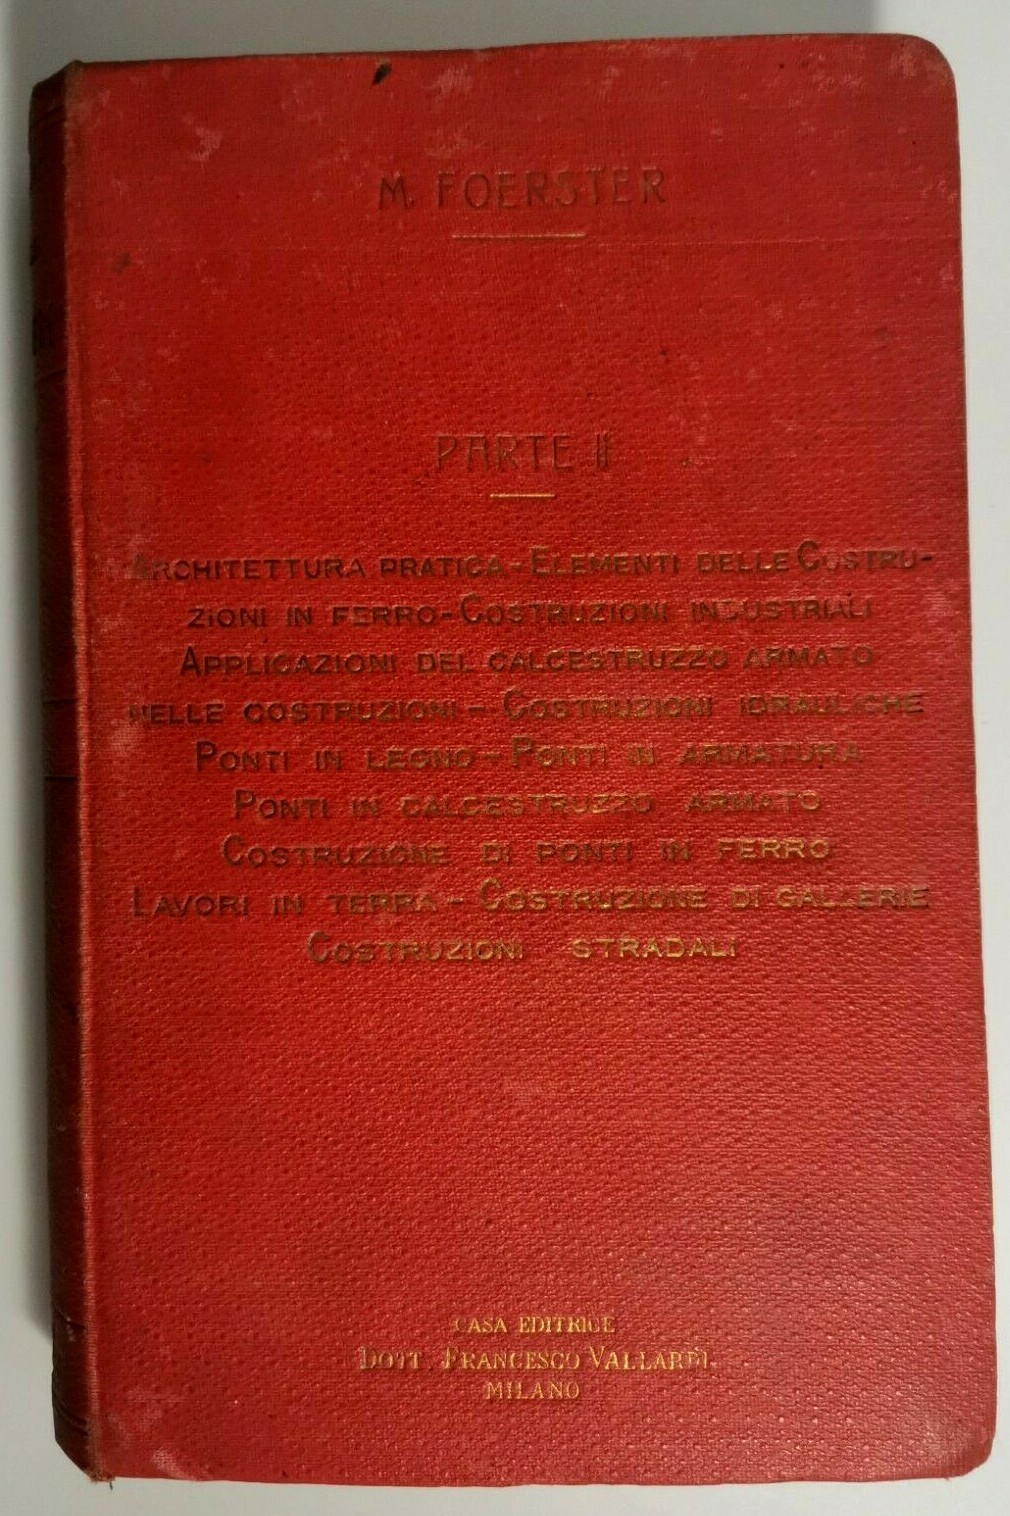 M. FOERSTER
PARTE II
ARCHITETTURA PRATICA - ELEMENTI DELLE COSTRU-
ZIONI IN FERRO - COSTRUZIONI INDUSTRIALI
APPLICAZIONI DEL CALCESTRUZZO ARMATO
NELLE COSTRUZIONI - COSTRUZIONI IDRAULICHE
PONTI IN LEGNO - PONTI IN ARMATURA
PONTI IN CALCESTRUZZO ARMATO
COSTRUZIONE DI PONTI IN FERRO
LAVORI IN TERRA - COSTRUZIONE DI GALLERIE
COSTRUZIONI STRADALI
CASA EDITRICE
DOTT. FRANCESCO VALLARDI
MILANO